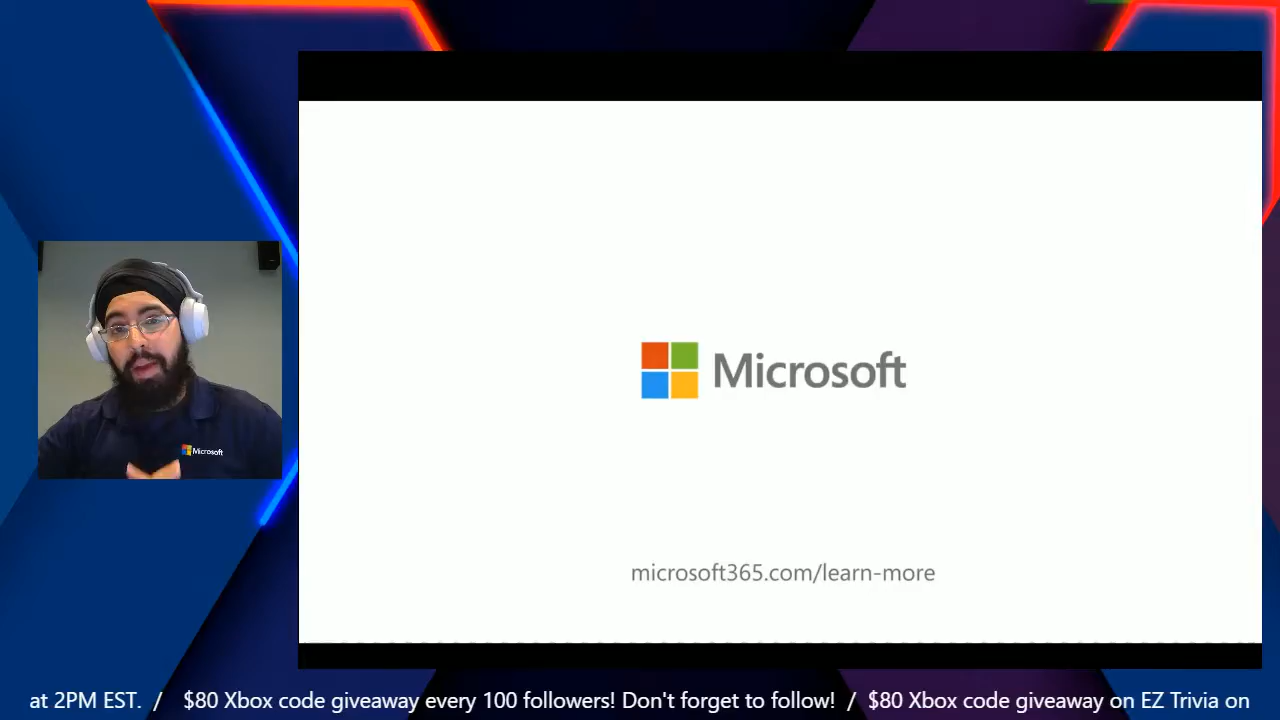 Microsoft
microsoft365.com/learn-more
Microsoft
at 2PM EST. / $80 Xbox code giveaway every 100 followers! Don't forget to follow! / $80 Xbox code giveaway on EZ Trivia on